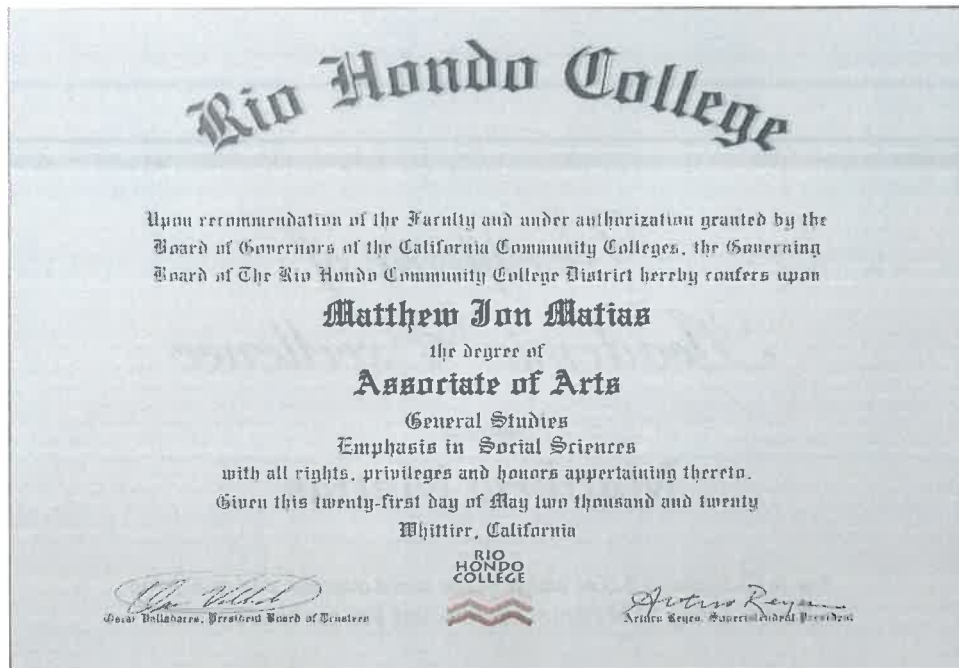 Rio Hondo College
Upon recommendation of the Faculty and under authorization granted by the
Board of Governors of the California Community Colleges, the Governing
Board of The Rio Hondo Community College District hereby confers upon
Matthew Jon Matias
the degree of
Associate of Arts
General Studies
Emphasis in Social Sciences
with all rights, privileges and honors appertaining thereto.
Given this twenty-first day of May two thousand and twenty
Whittier, California
RIO
HONDO
COLLEGE
Oscar Valladares, President Board of Trustees
Arturo Reyes
Arturo Reyes, Superintendent/President